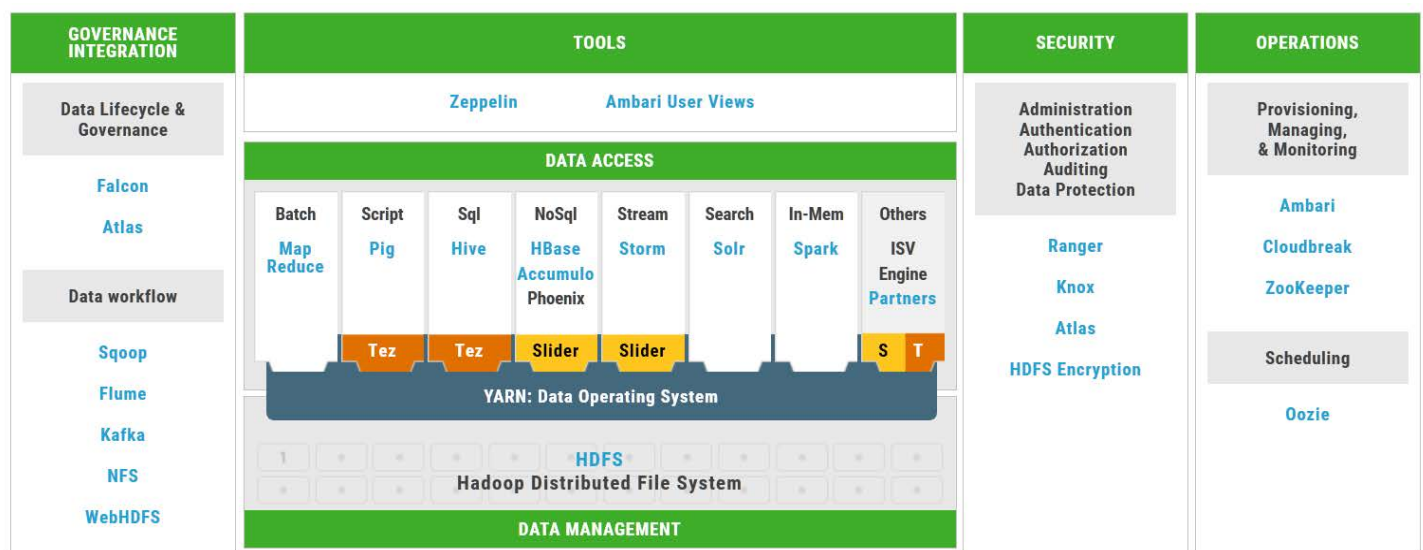 GOVERNANCE
INTEGRATION
Data Lifecycle &
Governance
Falcon
Atlas
Data workflow
Sqoop
Flume
Kafka
NFS
WebHDFS
TOOLS
Zeppelin
Ambari User Views
DATA ACCESS
Batch
Map
Reduce
Script
Pig
Tez
Sql
Hive
Tez
NoSql
HBase
Accumulo
Phoenix
Slider
Stream
Storm
Slider
Search
Solr
In-Mem
Spark
Others
ISV
Engine
Partners
S
T
YARN: Data Operating System
1
HDFS
Hadoop Distributed File System
DATA MANAGEMENT
SECURITY
Administration
Authentication
Authorization
Auditing
Data Protection
Ranger
Knox
Atlas
HDFS Encryption
OPERATIONS
Provisioning,
Managing,
& Monitoring
Ambari
Cloudbreak
ZooKeeper
Scheduling
Oozie